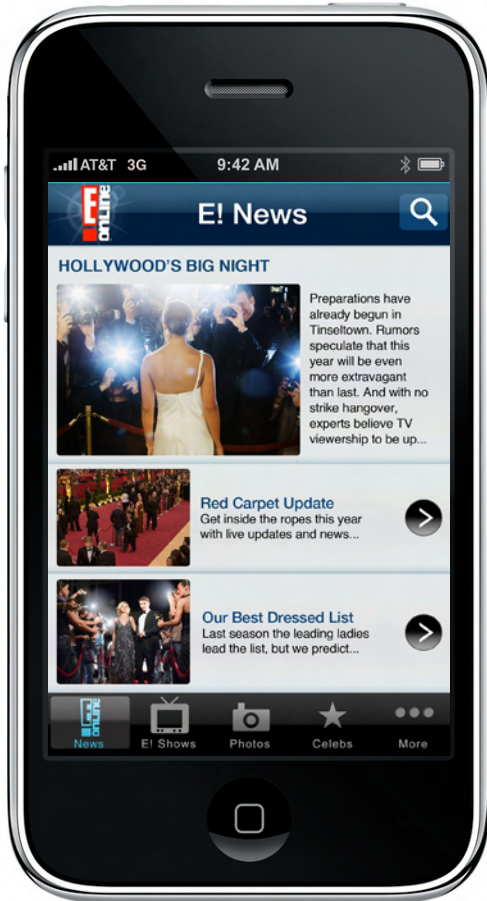 AT&T 3G 9:42 AM
E!
ONLINE
E! News
HOLLYWOOD'S BIG NIGHT
Preparations have
already begun in
Tinseltown. Rumors
speculate that this
year will be even
more extravagant
than last. And with no
strike hangover,
experts believe TV
viewership to be up...
Red Carpet Update
Get inside the ropes this year
with live updates and news...
Our Best Dressed List
Last season the leading ladies
lead the list, but we predict...
E!
ONLINE
News E! Shows Photos Celebs More